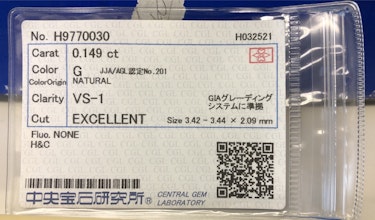 No. H9770030 H032521
Carat 0.149 ct
Color G JJA/AGL認定No.201
ColorOrigin NATURAL
Clarity VS-1 GIAグレーディング
システムに準拠
Cut EXCELLENT Size 3.42 - 3.44 × 2.09 mm
Fluo. NONE
H&C
中央宝石研究所® CENTRAL GEM
LABORATORY